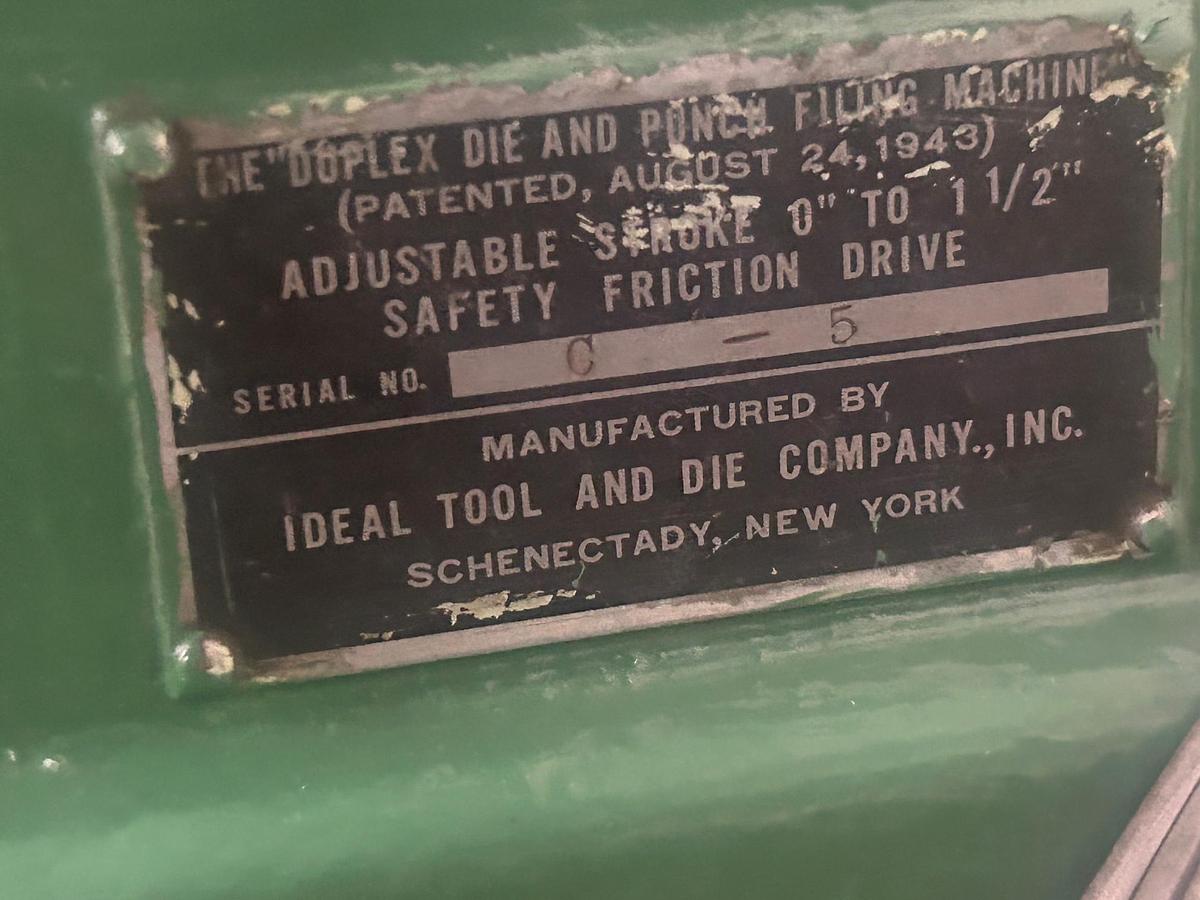 THE "DUPLEX DIE AND PUNCH FILING MACHINE"
(PATENTED, AUGUST 24, 1943)
ADJUSTABLE STROKE 0" TO 1 1/2"
SAFETY FRICTION DRIVE
SERIAL NO. C - 5
MANUFACTURED BY
IDEAL TOOL AND DIE COMPANY., INC.
SCHENECTADY, NEW YORK